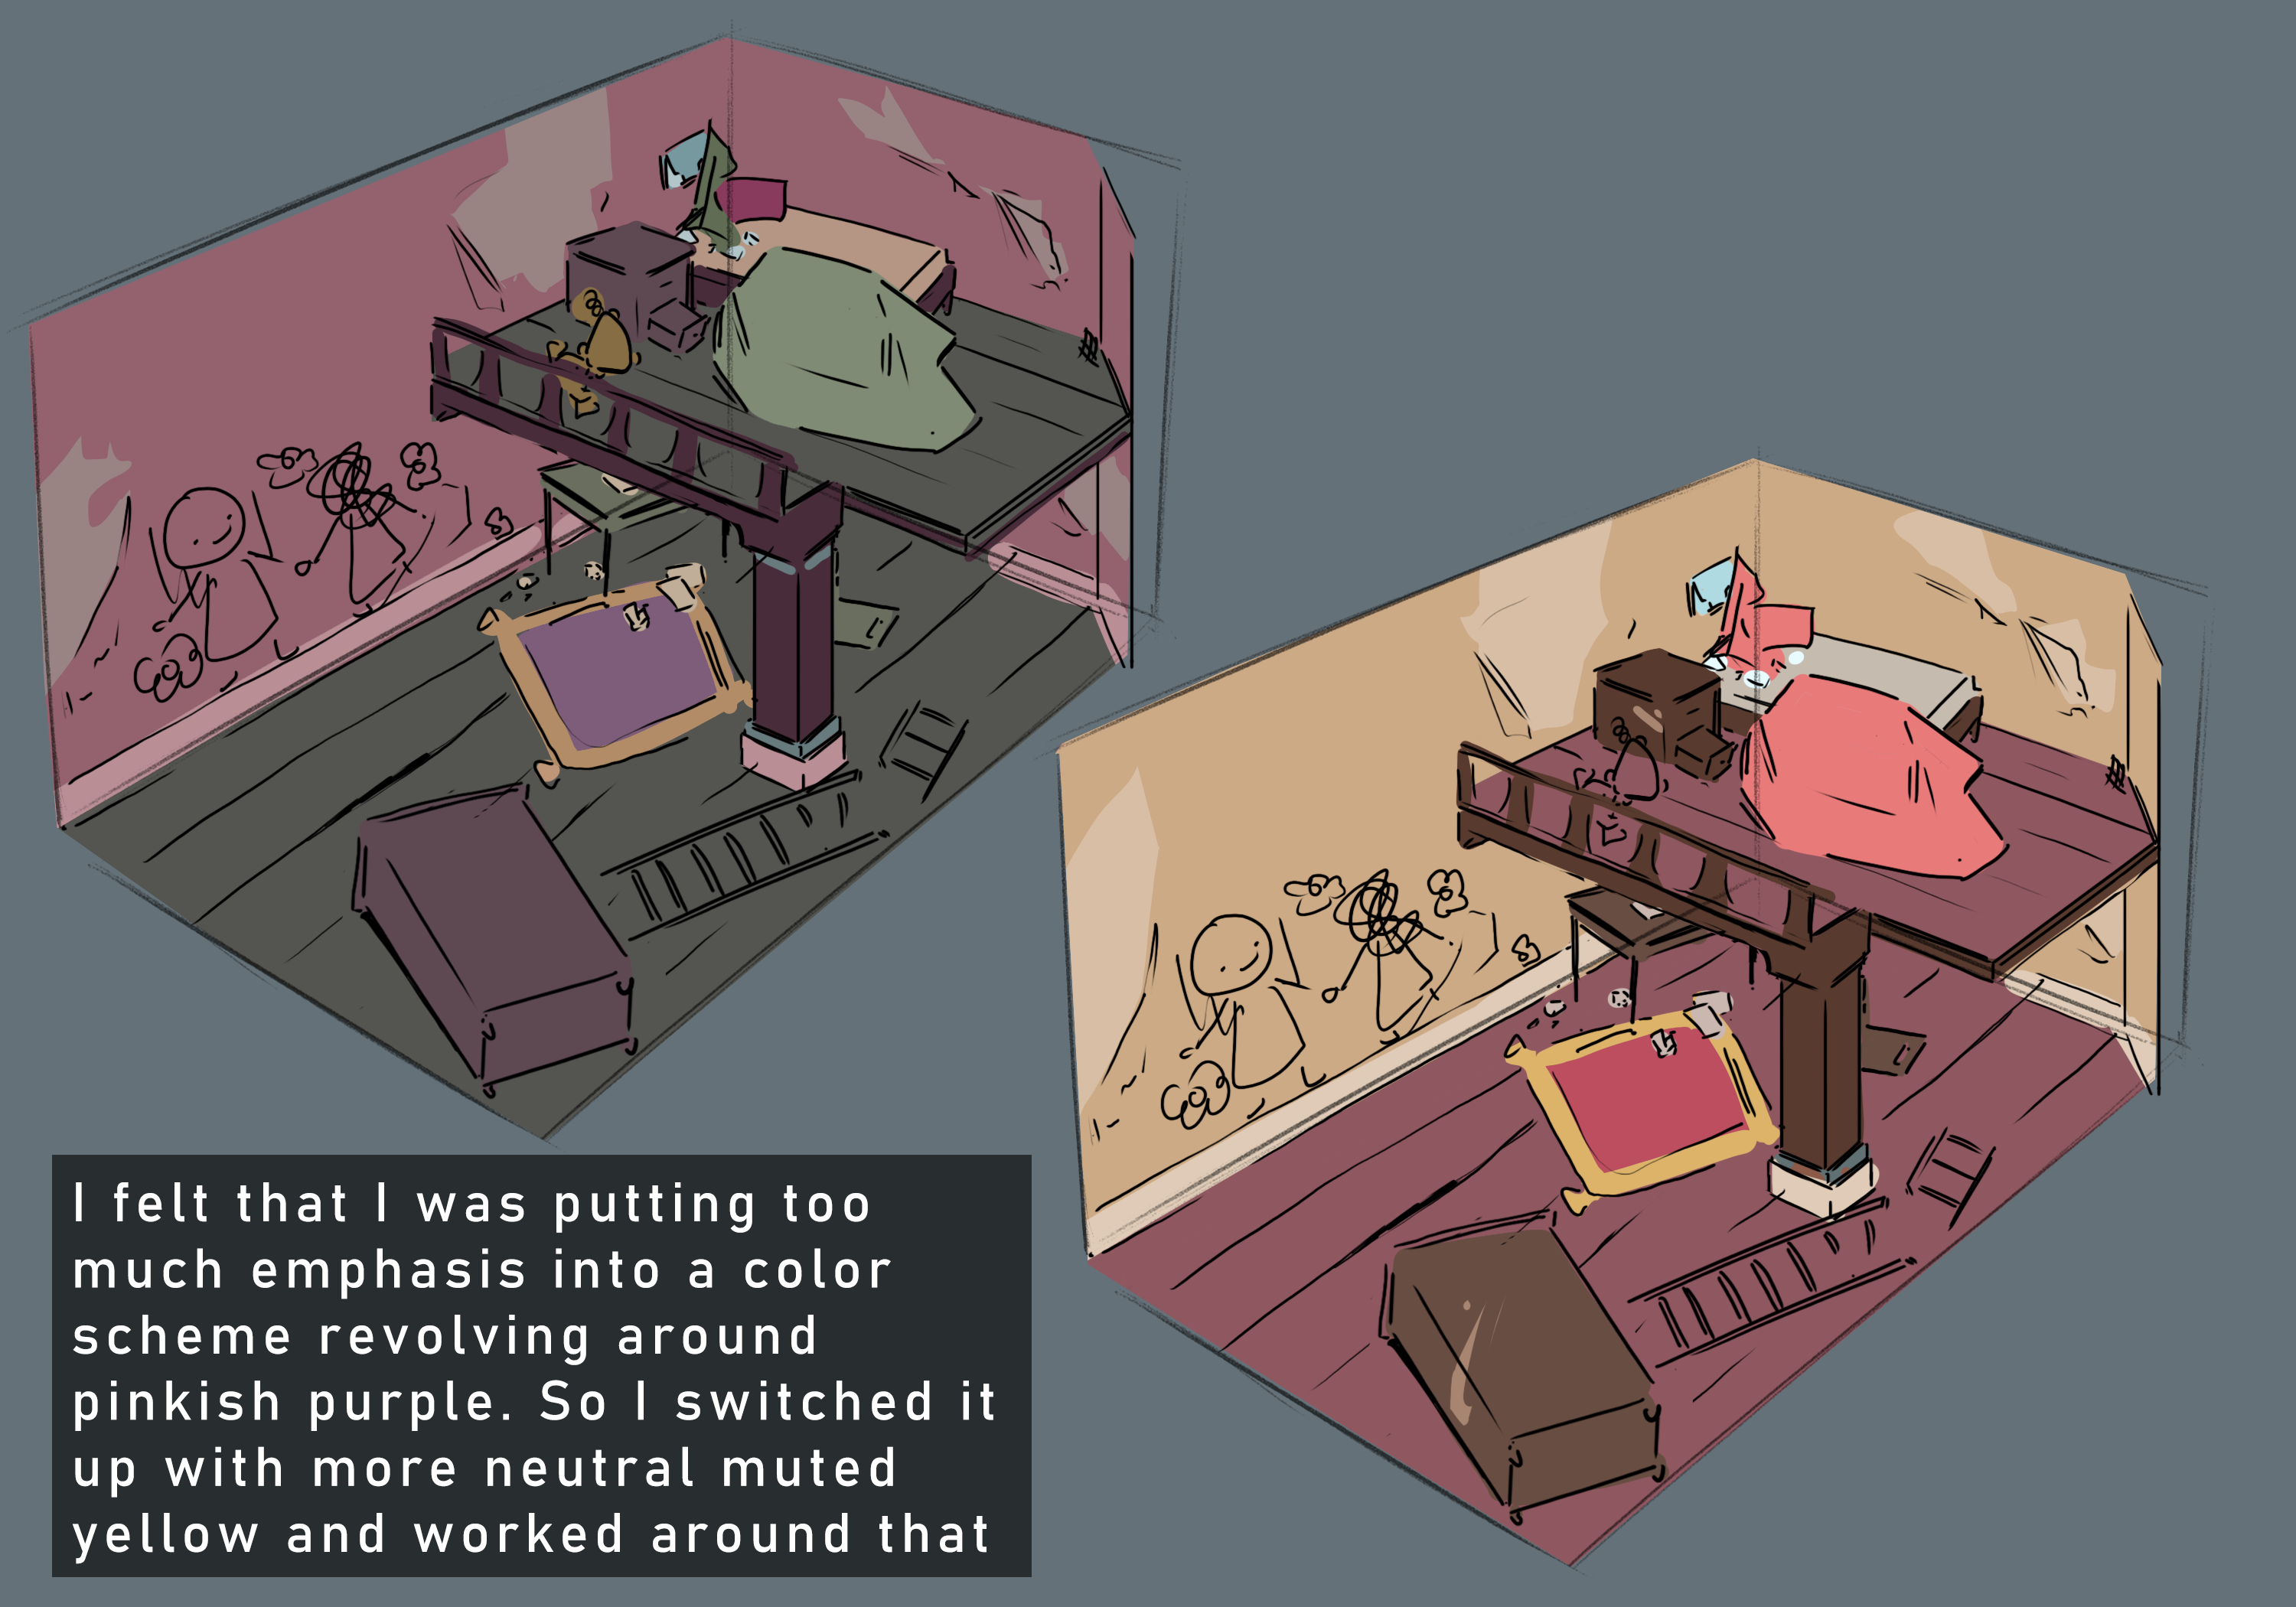 I felt that I was putting too
much emphasis into a color
scheme revolving around
pinkish purple. So I switched it
up with more neutral muted
yellow and worked around that